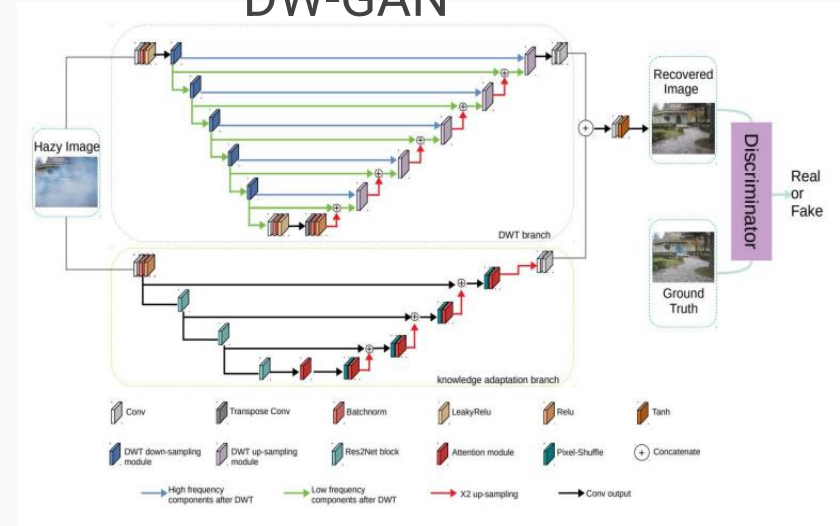 DW-GAN
Hazy Image
DWT branch
Recovered
Image
Discriminator
Real
or
Fake
Ground
Truth
knowledge adaptation branch
Conv
Transpose Conv
Batchnorm
LeakyRelu
Relu
Tanh
DWT down-sampling
module
DWT up-sampling
module
Res2Net block
Attention module
Pixel-Shuffle
Concatenate
High frequency
components after DWT
Low frequency
components after DWT
X2 up-sampling
Conv output